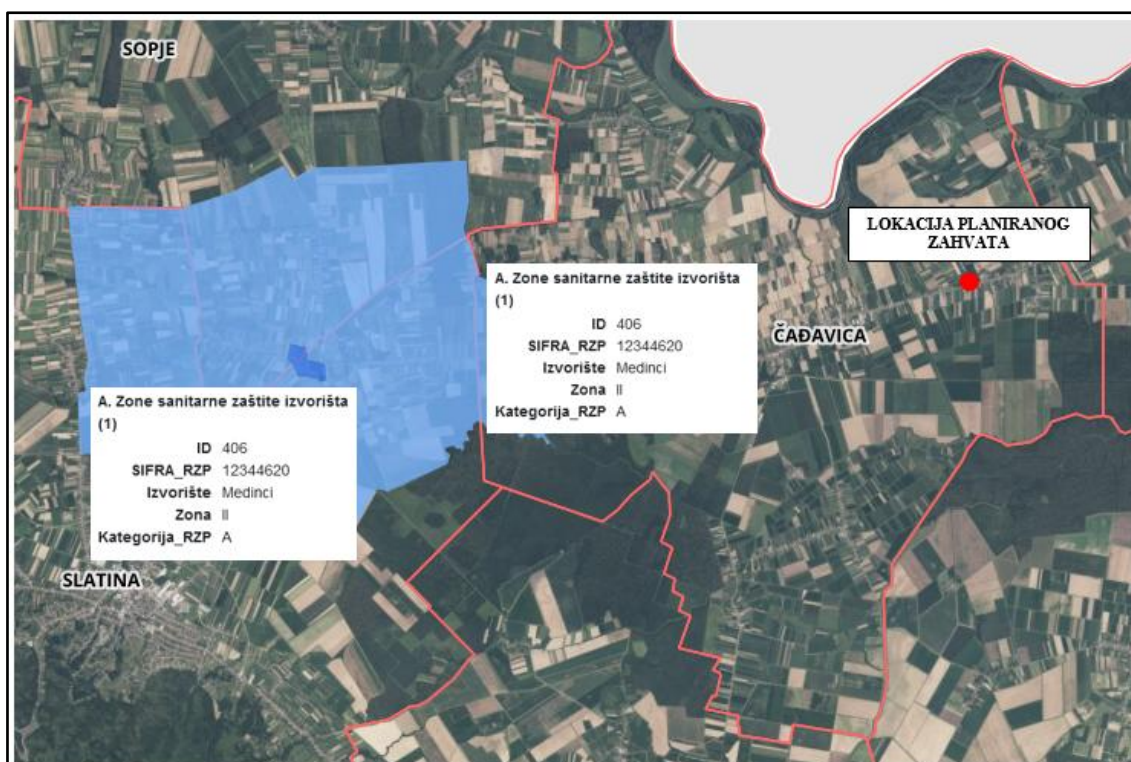 SOPJE
LOKACIJA PLANIRANOG
ZAHVATA
A. Zone sanitarne zaštite izvorišta
(1)
ID 406
SIFRA_RZP 12344620
Izvorište Medinci
Zona II
Kategorija_RZP A
ČAĐAVICA
A. Zone sanitarne zaštite izvorišta
(1)
ID 406
SIFRA_RZP 12344620
Izvorište Medinci
Zona II
Kategorija_RZP A
SLATINA